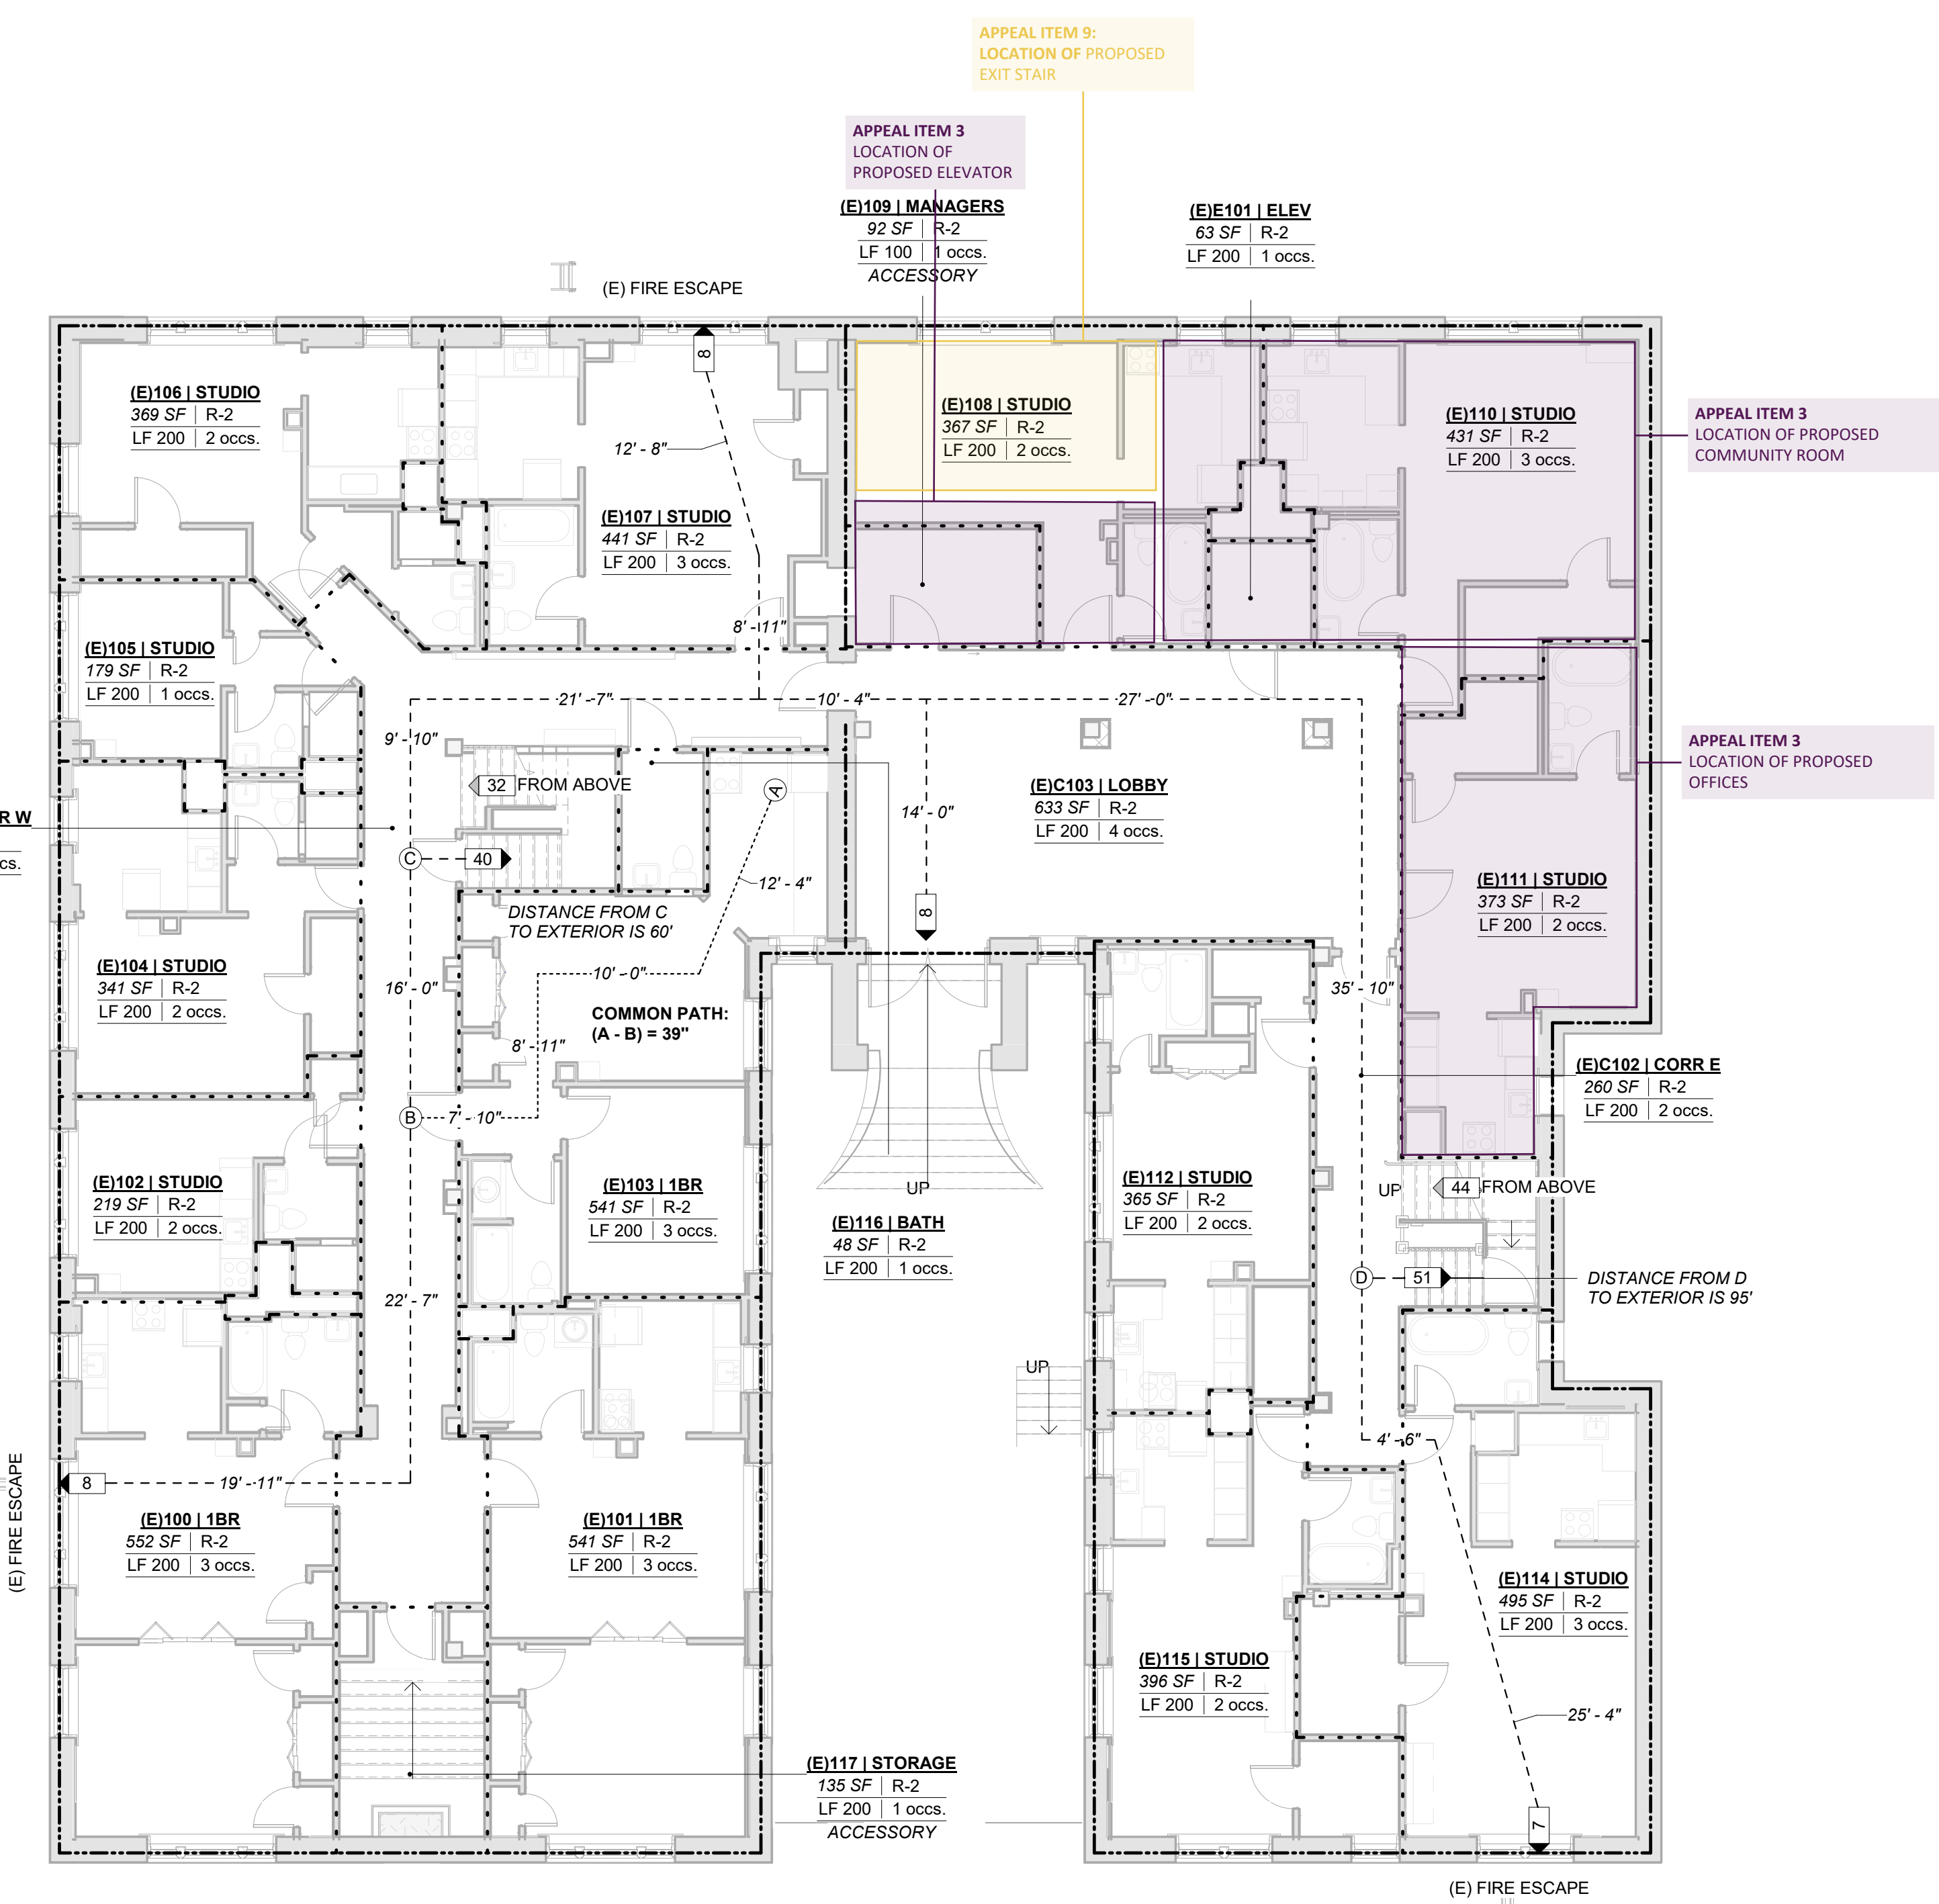 APPEAL ITEM 9:
LOCATION OF PROPOSED
EXIT STAIR
APPEAL ITEM 3
LOCATION OF
PROPOSED ELEVATOR
(E)109 | MANAGERS
92 SF | R-2
LF 100 | 1 occs.
ACCESSORY
(E)E101 | ELEV
63 SF | R-2
LF 200 | 1 occs.
(E) FIRE ESCAPE
8
(E)106 | STUDIO
369 SF | R-2
LF 200 | 2 occs.
12' - 8"
(E)108 | STUDIO
367 SF | R-2
LF 200 | 2 occs.
(E)110 | STUDIO
431 SF | R-2
LF 200 | 3 occs.
APPEAL ITEM 3
LOCATION OF PROPOSED
COMMUNITY ROOM
(E)107 | STUDIO
441 SF | R-2
LF 200 | 3 occs.
8' - 11"
(E)105 | STUDIO
179 SF | R-2
LF 200 | 1 occs.
21' - 7"
10' - 4"
27' - 0"
9' - 10"
32 FROM ABOVE
A
14' - 0"
(E)C103 | LOBBY
633 SF | R-2
LF 200 | 4 occs.
APPEAL ITEM 3
LOCATION OF PROPOSED
OFFICES
R W
cs.
C
40
12' - 4"
8
DISTANCE FROM C
TO EXTERIOR IS 60'
(E)111 | STUDIO
373 SF | R-2
LF 200 | 2 occs.
(E)104 | STUDIO
341 SF | R-2
LF 200 | 2 occs.
16' - 0"
10' - 0"
35' - 10"
COMMON PATH:
(A - B) = 39"
8' - 11"
(E)C102 | CORR E
260 SF | R-2
LF 200 | 2 occs.
B
7' - 10"
(E)102 | STUDIO
219 SF | R-2
LF 200 | 2 occs.
(E)103 | 1BR
541 SF | R-2
LF 200 | 3 occs.
UP
(E)116 | BATH
48 SF | R-2
LF 200 | 1 occs.
(E)112 | STUDIO
365 SF | R-2
LF 200 | 2 occs.
UP
44 FROM ABOVE
D
51
DISTANCE FROM D
TO EXTERIOR IS 95'
22' - 7"
UP
4' - 6"
(E) FIRE ESCAPE
8
19' - 11"
(E)100 | 1BR
552 SF | R-2
LF 200 | 3 occs.
(E)101 | 1BR
541 SF | R-2
LF 200 | 3 occs.
(E)114 | STUDIO
495 SF | R-2
LF 200 | 3 occs.
(E)115 | STUDIO
396 SF | R-2
LF 200 | 2 occs.
25' - 4"
(E)117 | STORAGE
135 SF | R-2
LF 200 | 1 occs.
ACCESSORY
7
(E) FIRE ESCAPE